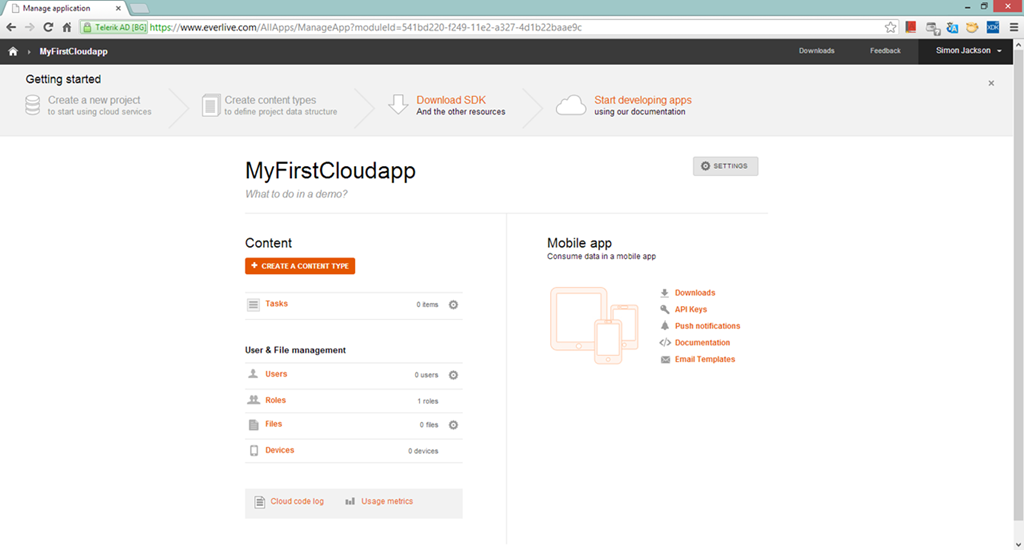 Manage application
Telerik AD [BG] https://www.everlive.com/AllApps/ManageApp?moduleId=541bd220-f249-11e2-a327-4d1b22baae9c
MyFirstCloudapp
Downloads
Feedback
Simon Jackson
Getting started
Create a new project
to start using cloud services
Create content types
to define project data structure
Download SDK
And the other resources
Start developing apps
using our documentation
MyFirstCloudapp
What to do in a demo?
SETTINGS
Content
+ CREATE A CONTENT TYPE
Tasks 0 items
User & File management
Users 0 users
Roles 1 roles
Files 0 files
Devices 0 devices
Cloud code log
Usage metrics
Mobile app
Consume data in a mobile app
Downloads
API Keys
Push notifications
Documentation
Email Templates